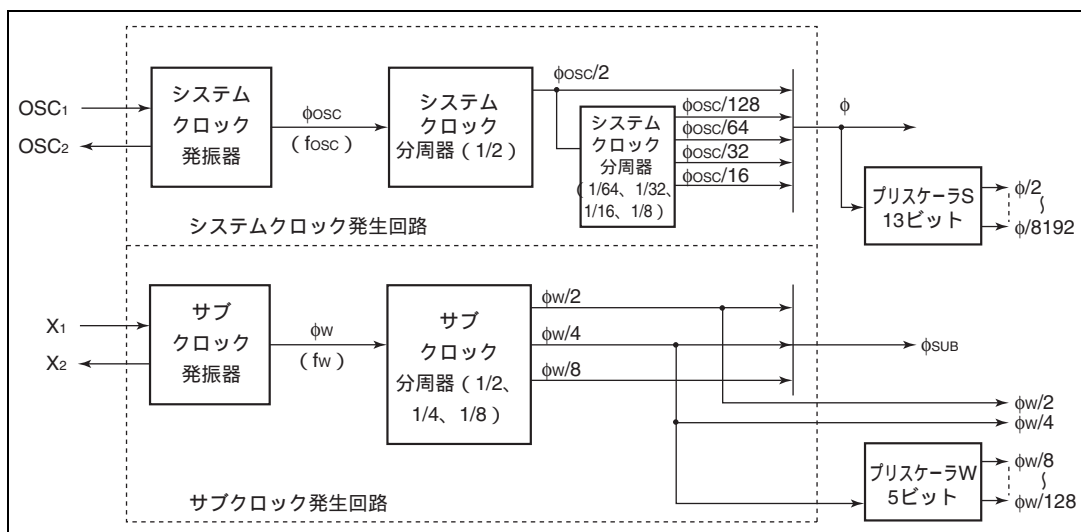 OSC1
OSC2
システム
クロック
発振器
φOSC
(fOSC)
システム
クロック
分周器(1/2)
φOSC/2
システム
クロック
分周器
(1/64、1/32、
1/16、1/8)
φOSC/128
φOSC/64
φOSC/32
φOSC/16
φ
プリスケーラS
13ビット
φ/2
~
φ/8192
システムクロック発生回路
X1
X2
サブ
クロック
発振器
φW
(fW)
サブ
クロック
分周器(1/2、
1/4、1/8)
φW/2
φW/4
φW/8
φSUB
φW/2
φW/4
プリスケーラW
5ビット
φW/8
~
φW/128
サブクロック発生回路